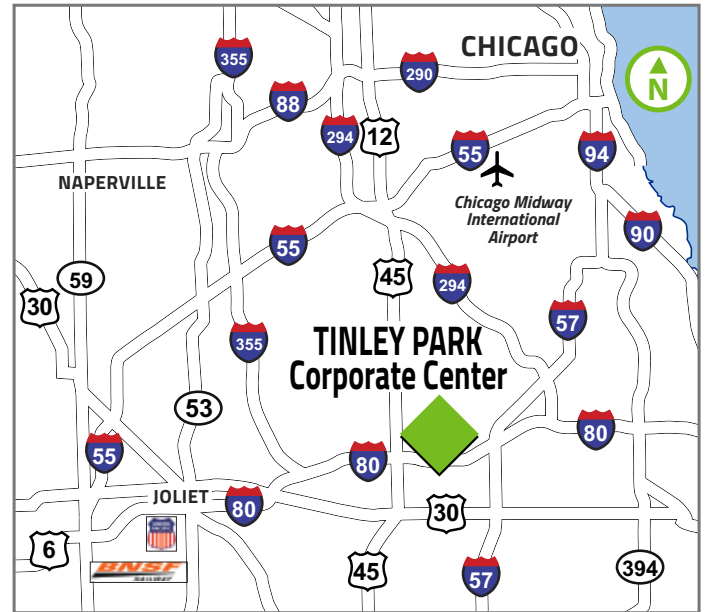 CHICAGO
355
290
N
88
294
12
55
94
NAPERVILLE
Chicago Midway
International
Airport
90
55
59
45
294
30
57
355
TINLEY PARK
Corporate Center
53
80
55
80
JOLIET
80
30
6
BNSF
RAILWAY
45
57
394